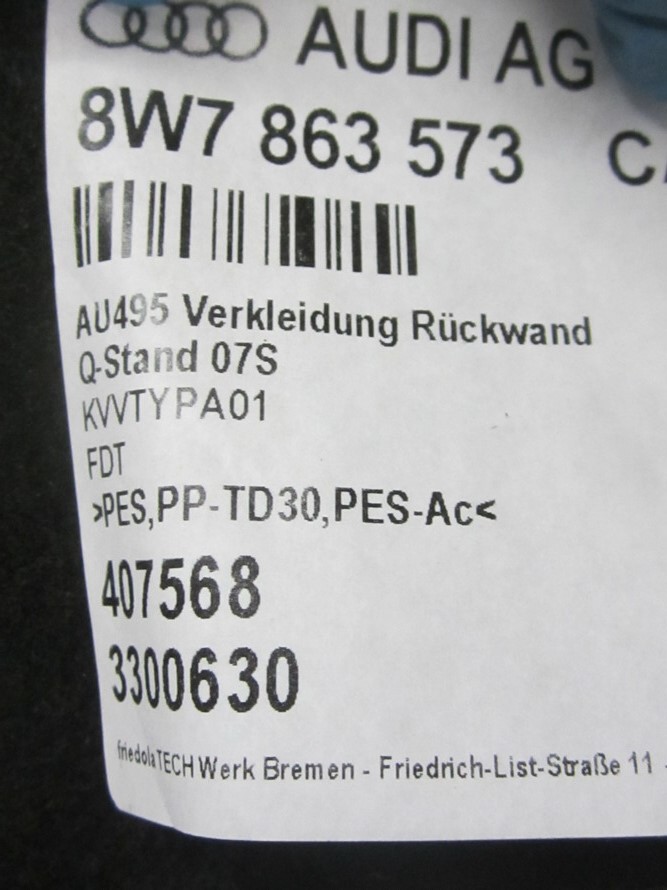 AUDI AG
8W7 863 573 C
AU495 Verkleidung Rückwand
Q-Stand 07S
KVVTYPA01
FDT
>PES,PP-TD30,PES-Ac<
407568
3300630
friedolaTECH Werk Bremen - Friedrich-List-Straße 11 -